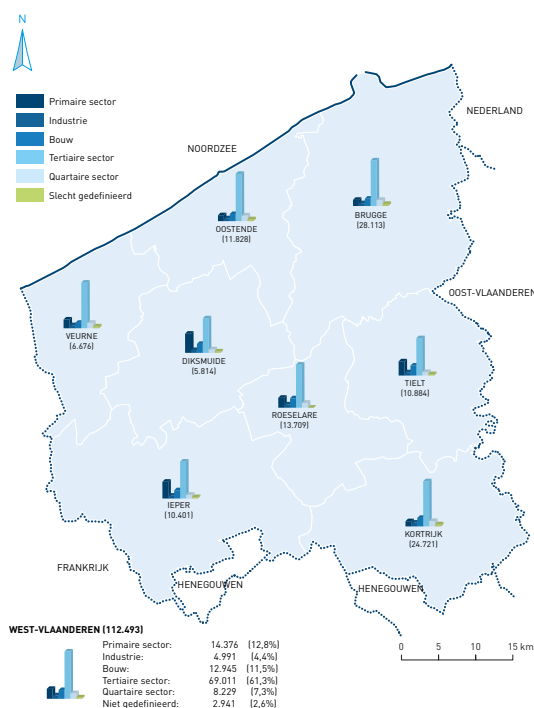 N
Primaire sector
Industrie
Bouw
Tertiaire sector
Quartaire sector
Slecht gedefinieerd
NEDERLAND
NOORDZEE
OOSTENDE
(11.828)
BRUGGE
(28.113)
OOST-VLAANDEREN
VEURNE
(6.676)
DIKSMUIDE
(5.814)
TIELT
(10.884)
ROESELARE
(13.709)
IEPER
(10.401)
KORTRIJK
(24.721)
FRANKRIJK
HENEGOUWEN
HENEGOUWEN
WEST-VLAANDEREN (112.493)
Primaire sector: 14.376 (12,8%)
Industrie: 4.991 (4,4%)
Bouw: 12.945 (11,5%)
Tertiaire sector: 69.011 (61,3%)
Quartaire sector: 8.229 (7,3%)
Niet gedefinieerd: 2.941 (2,6%)
0 5 10 15 km